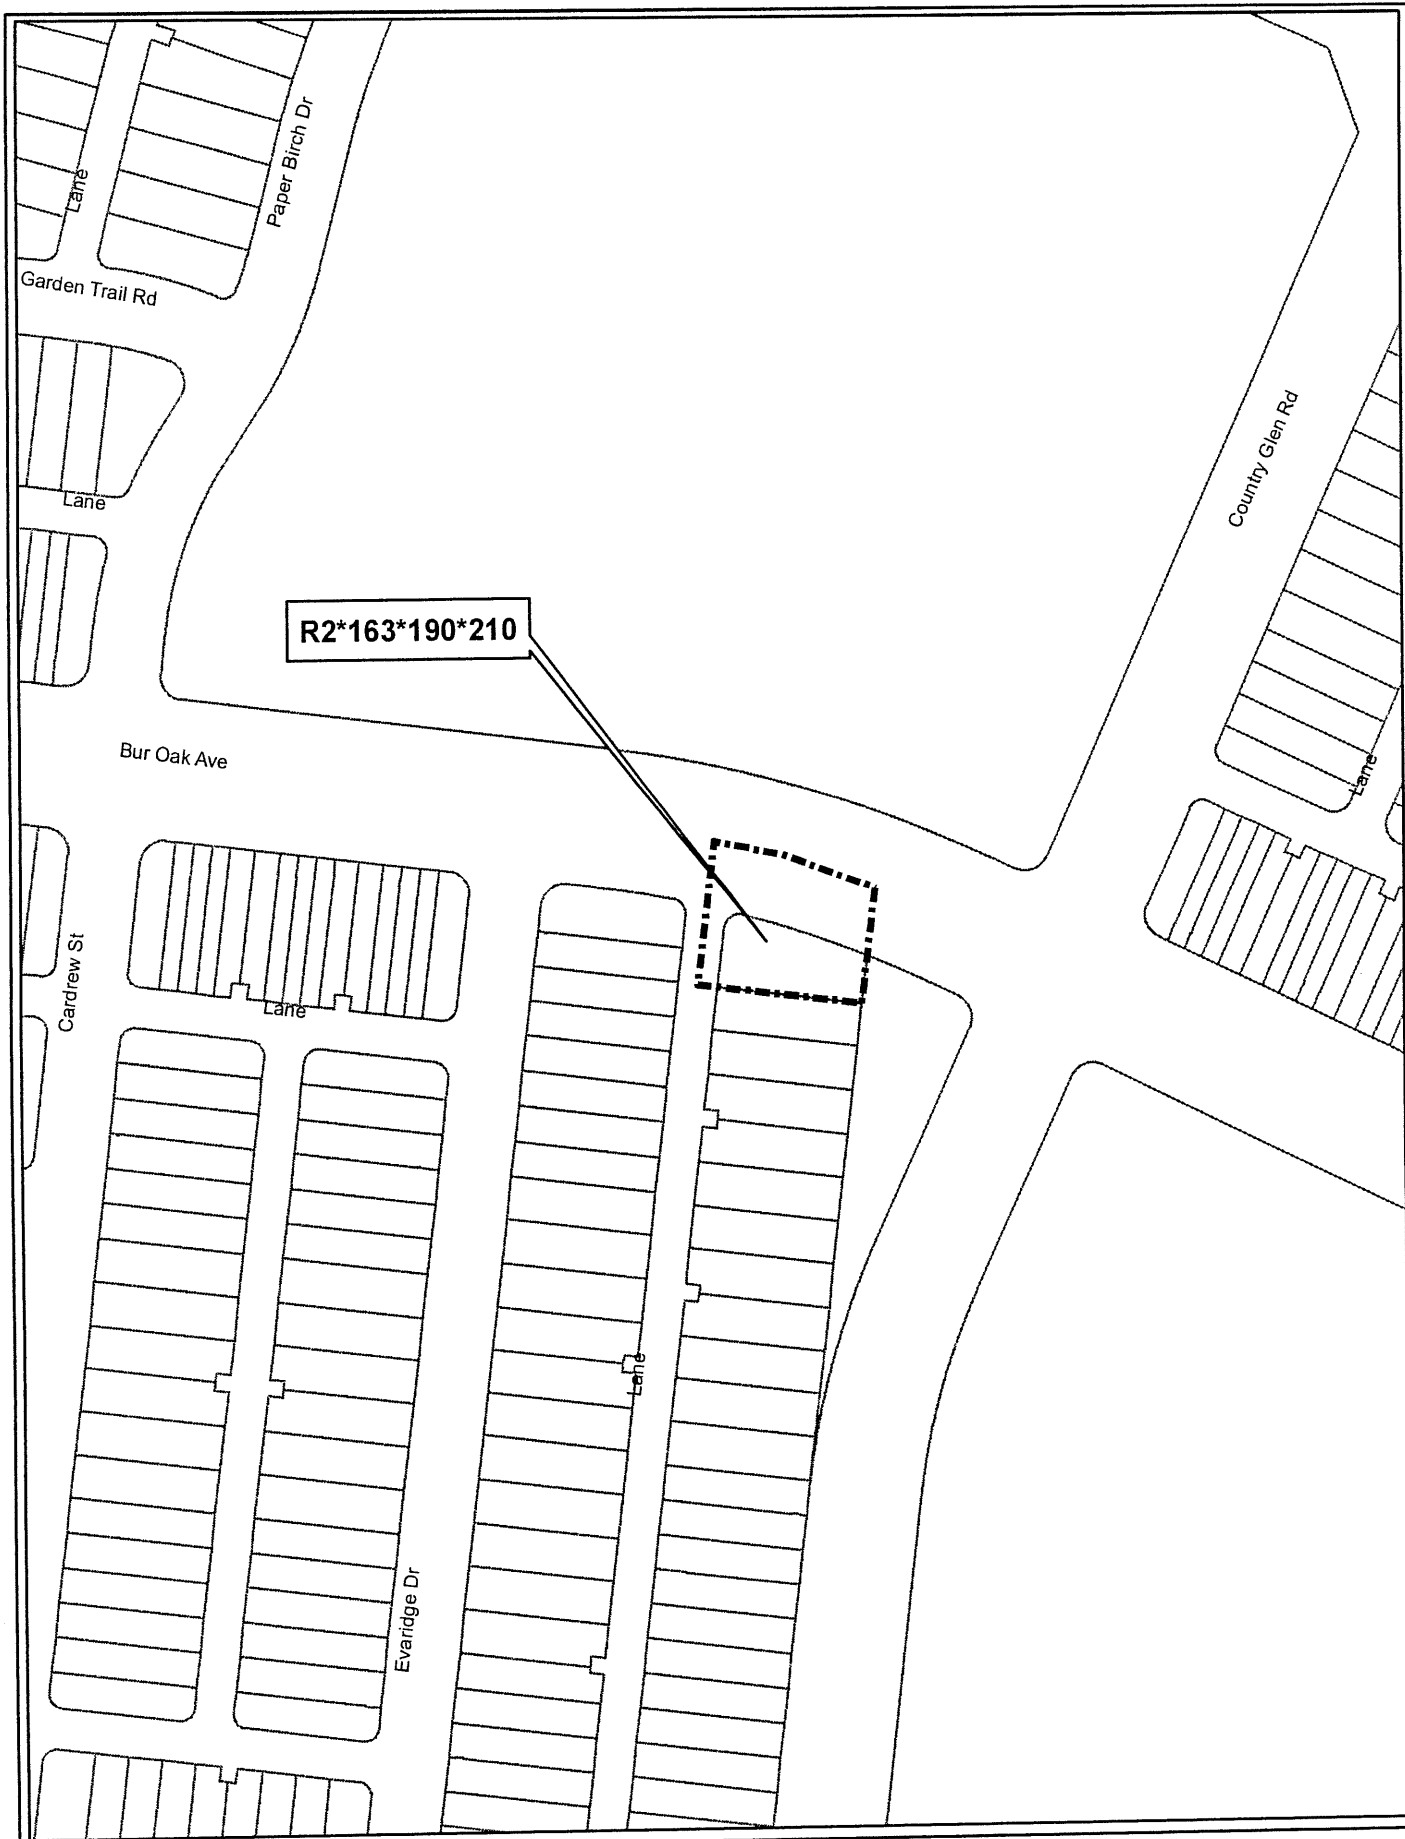 Paper Birch Dr
Lane
Garden Trail Rd
Lane
Country Glen Rd
R2*163*190*210
Bur Oak Ave
Lane
Cardrew St
Lane
Lane
Evaridge Dr